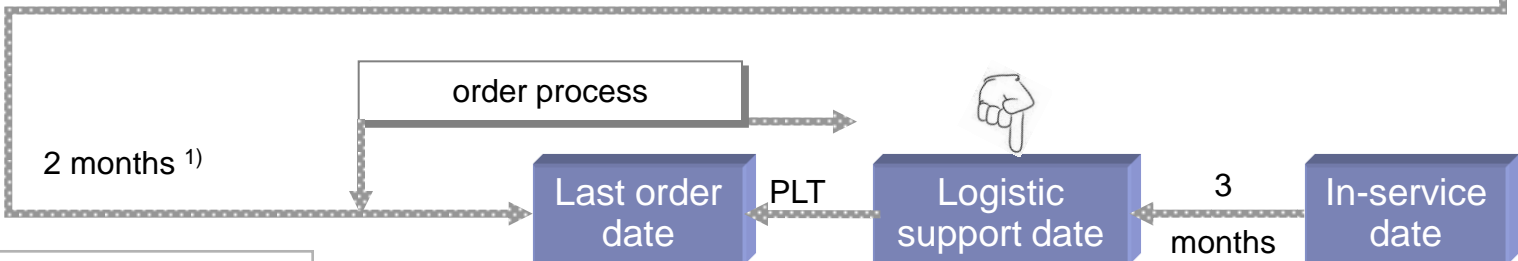 order process
2 months 1)
Last order
date
PLT
Logistic
support date
3
months
In-service
date